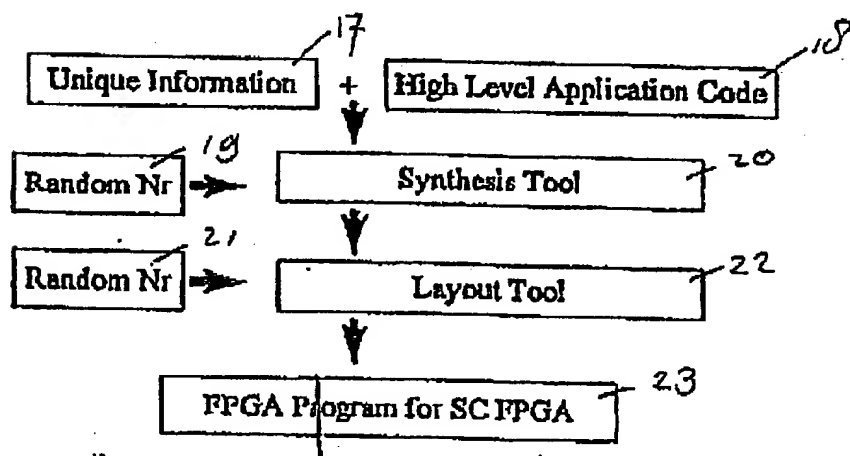 17
18
Unique Information + High Level Application Code
19
20
Random Nr Synthesis Tool
21
22
Random Nr Layout Tool
23
FPGA Program for SC FPGA